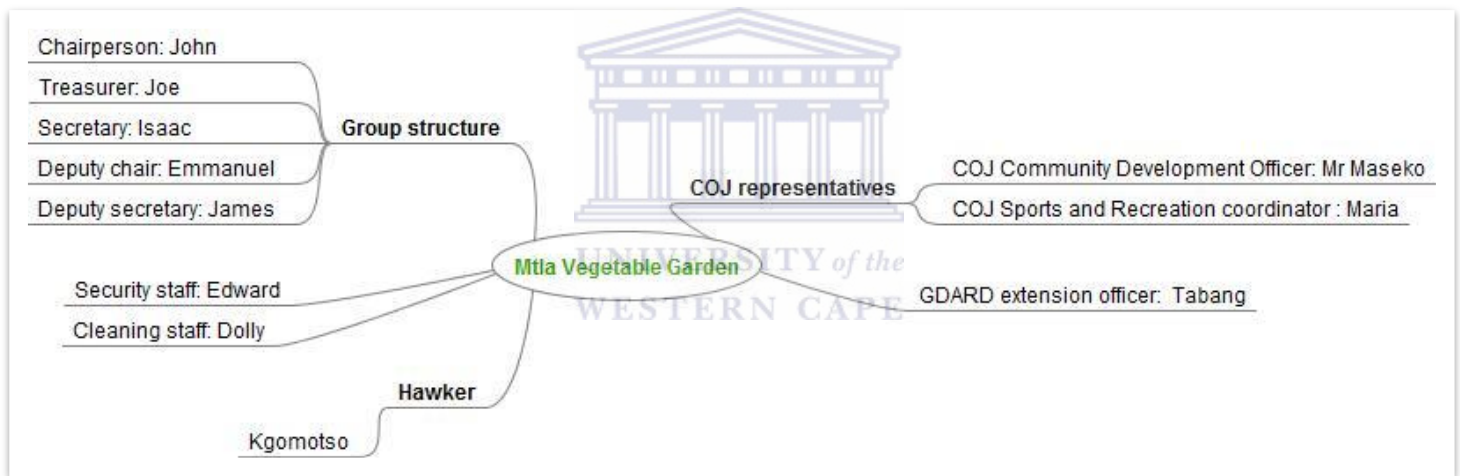 Chairperson: John
Treasurer: Joe
Secretary: Isaac
Deputy chair: Emmanuel
Deputy secretary: James
Group structure
Security staff: Edward
Cleaning staff: Dolly
Hawker
Kgomotso
Mtla Vegetable Garden
COJ representatives
COJ Community Development Officer: Mr Maseko
COJ Sports and Recreation coordinator : Maria
GDARD extension officer: Tabang
UNIVERSITY of the
WESTERN CAPE